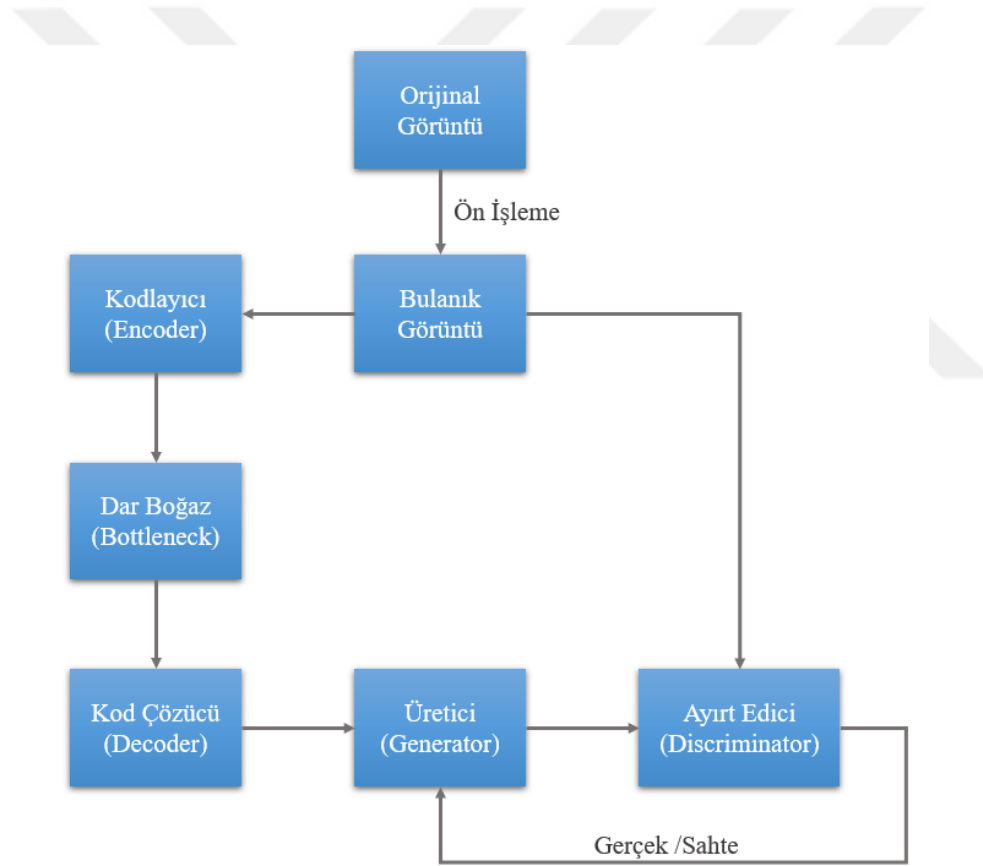 Orijinal
Görüntü
Ön İşleme
Kodlayıcı
(Encoder)
Bulanık
Görüntü
Dar Boğaz
(Bottleneck)
Kod Çözücü
(Decoder)
Üretici
(Generator)
Ayırt Edici
(Discriminator)
Gerçek /Sahte